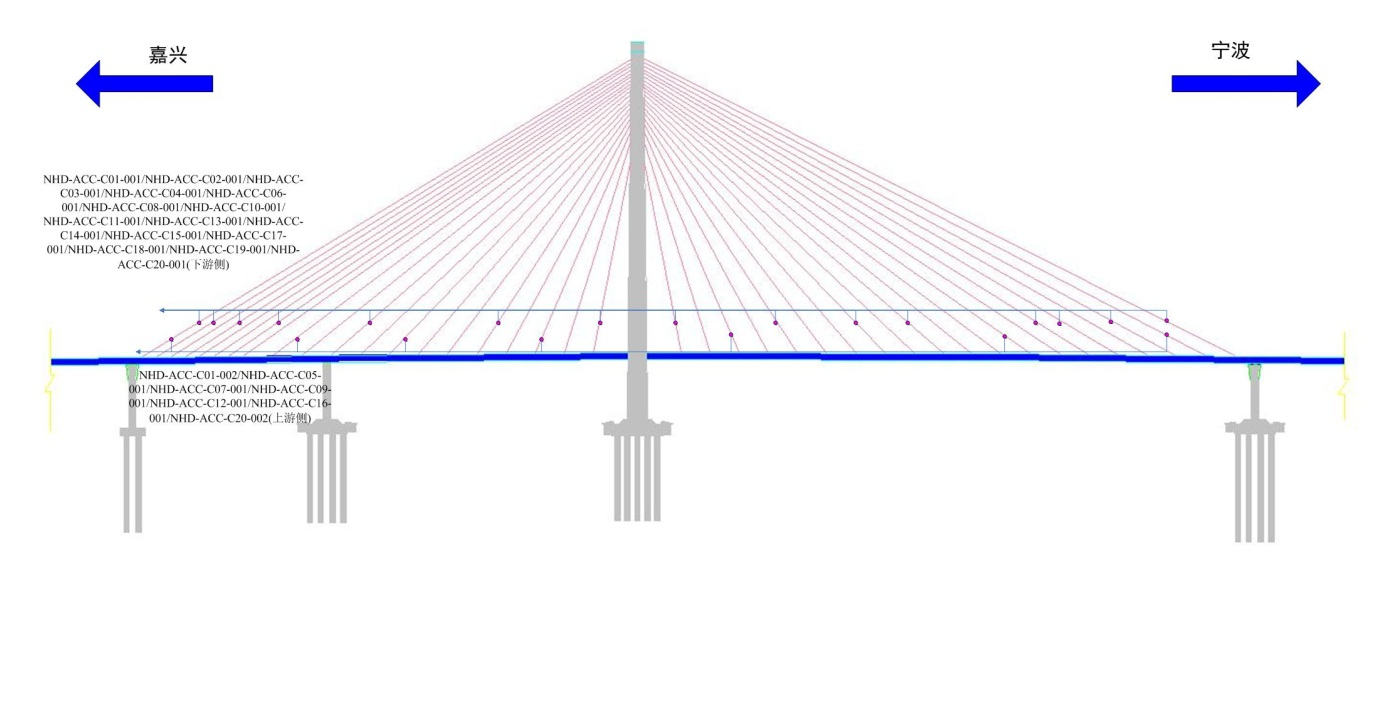 嘉兴
宁波
NHD-ACC-C01-001/NHD-ACC-C02-001/NHD-ACC-
C03-001/NHD-ACC-C04-001/NHD-ACC-C06-
001/NHD-ACC-C08-001/NHD-ACC-C10-001/
NHD-ACC-C11-001/NHD-ACC-C13-001/NHD-ACC-
C14-001/NHD-ACC-C15-001/NHD-ACC-C17-
001/NHD-ACC-C18-001/NHD-ACC-C19-001/NHD-
ACC-C20-001(下游侧)
NHD-ACC-C01-002/NHD-ACC-C05-
001/NHD-ACC-C07-001/NHD-ACC-C09-
001/NHD-ACC-C12-001/NHD-ACC-C16-
001/NHD-ACC-C20-002(上游侧)